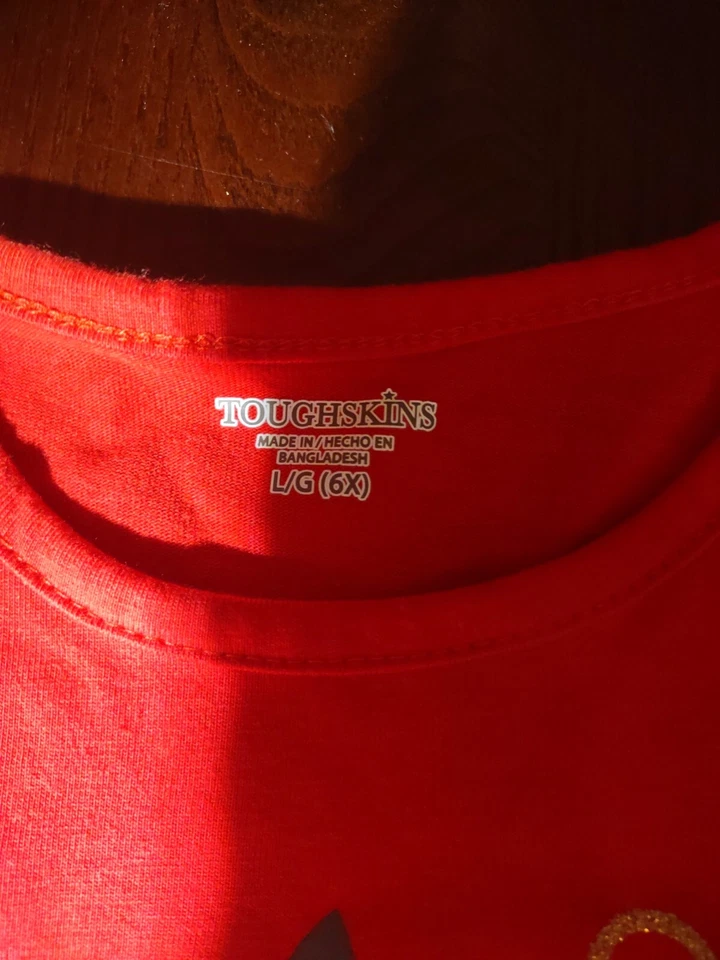 TOUGHSKINS
MADE IN/HECHO EN
BANGLADESH
L/G (6X)